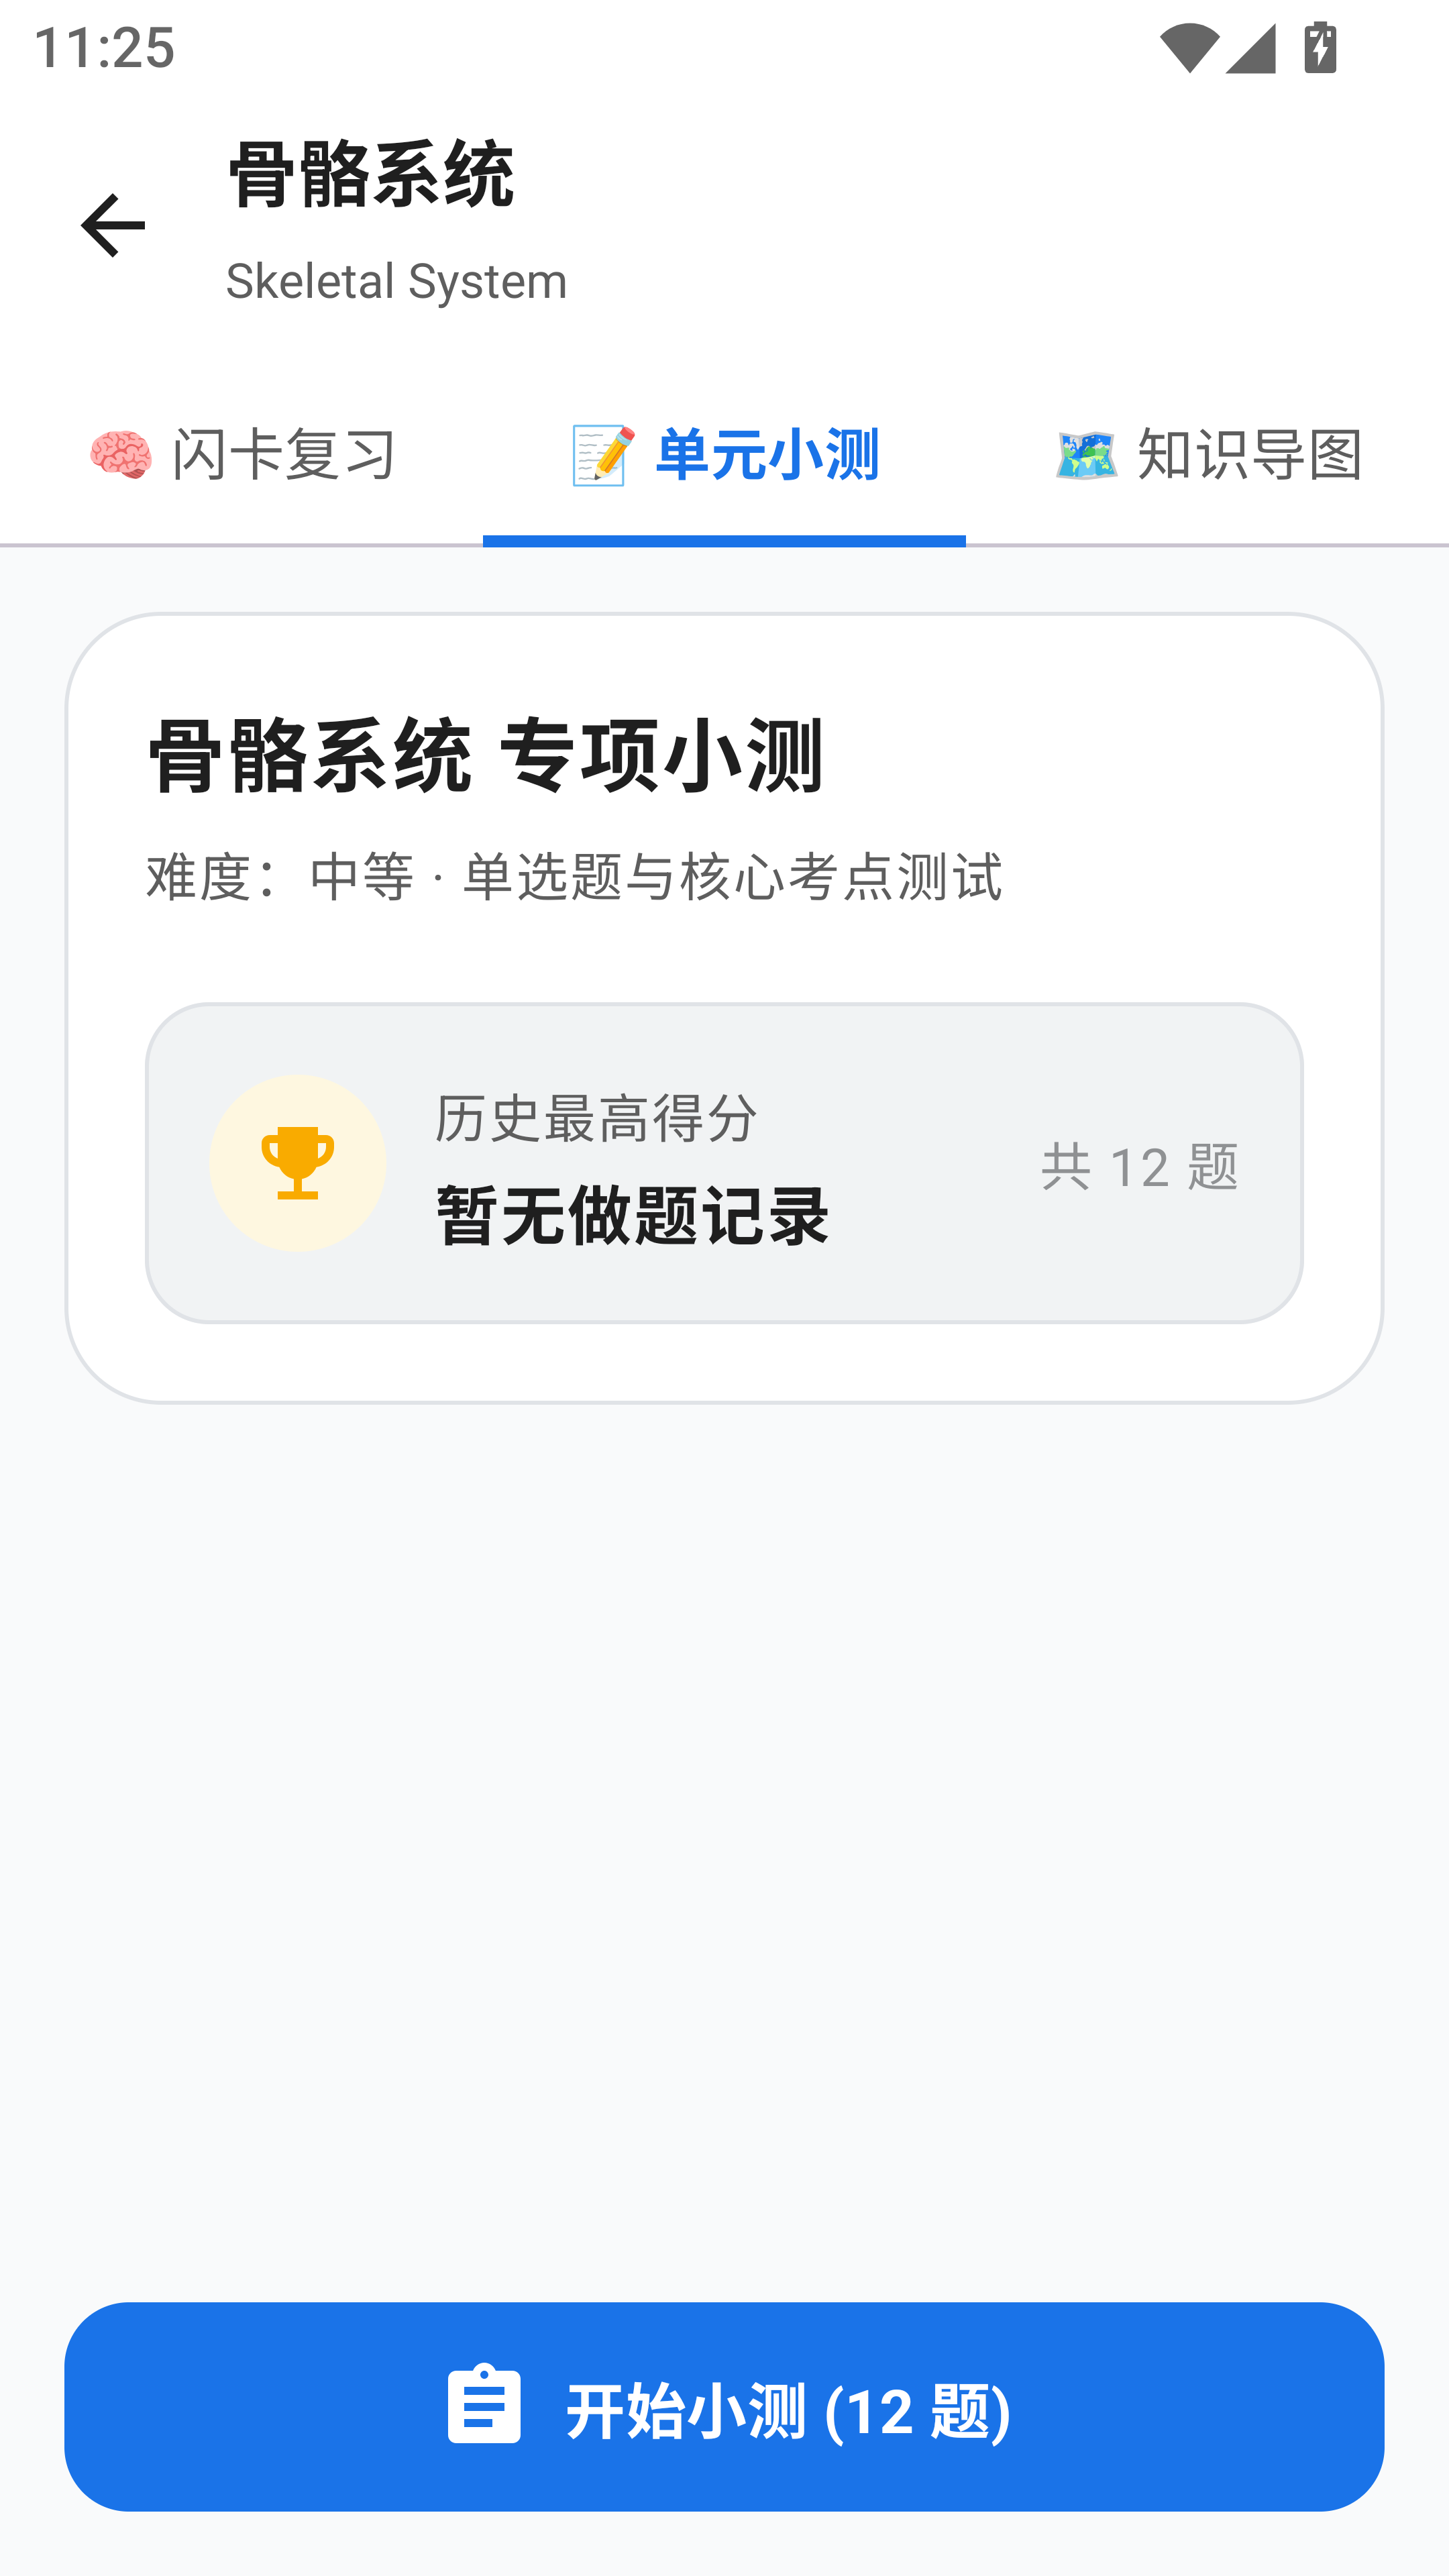 11:25
骨骼系统
Skeletal System
🧠 闪卡复习
📝 单元小测
🗺️ 知识导图
骨骼系统 专项小测
难度：中等 · 单选题与核心考点测试
历史最高得分
暂无做题记录
共 12 题
开始小测 (12 题)